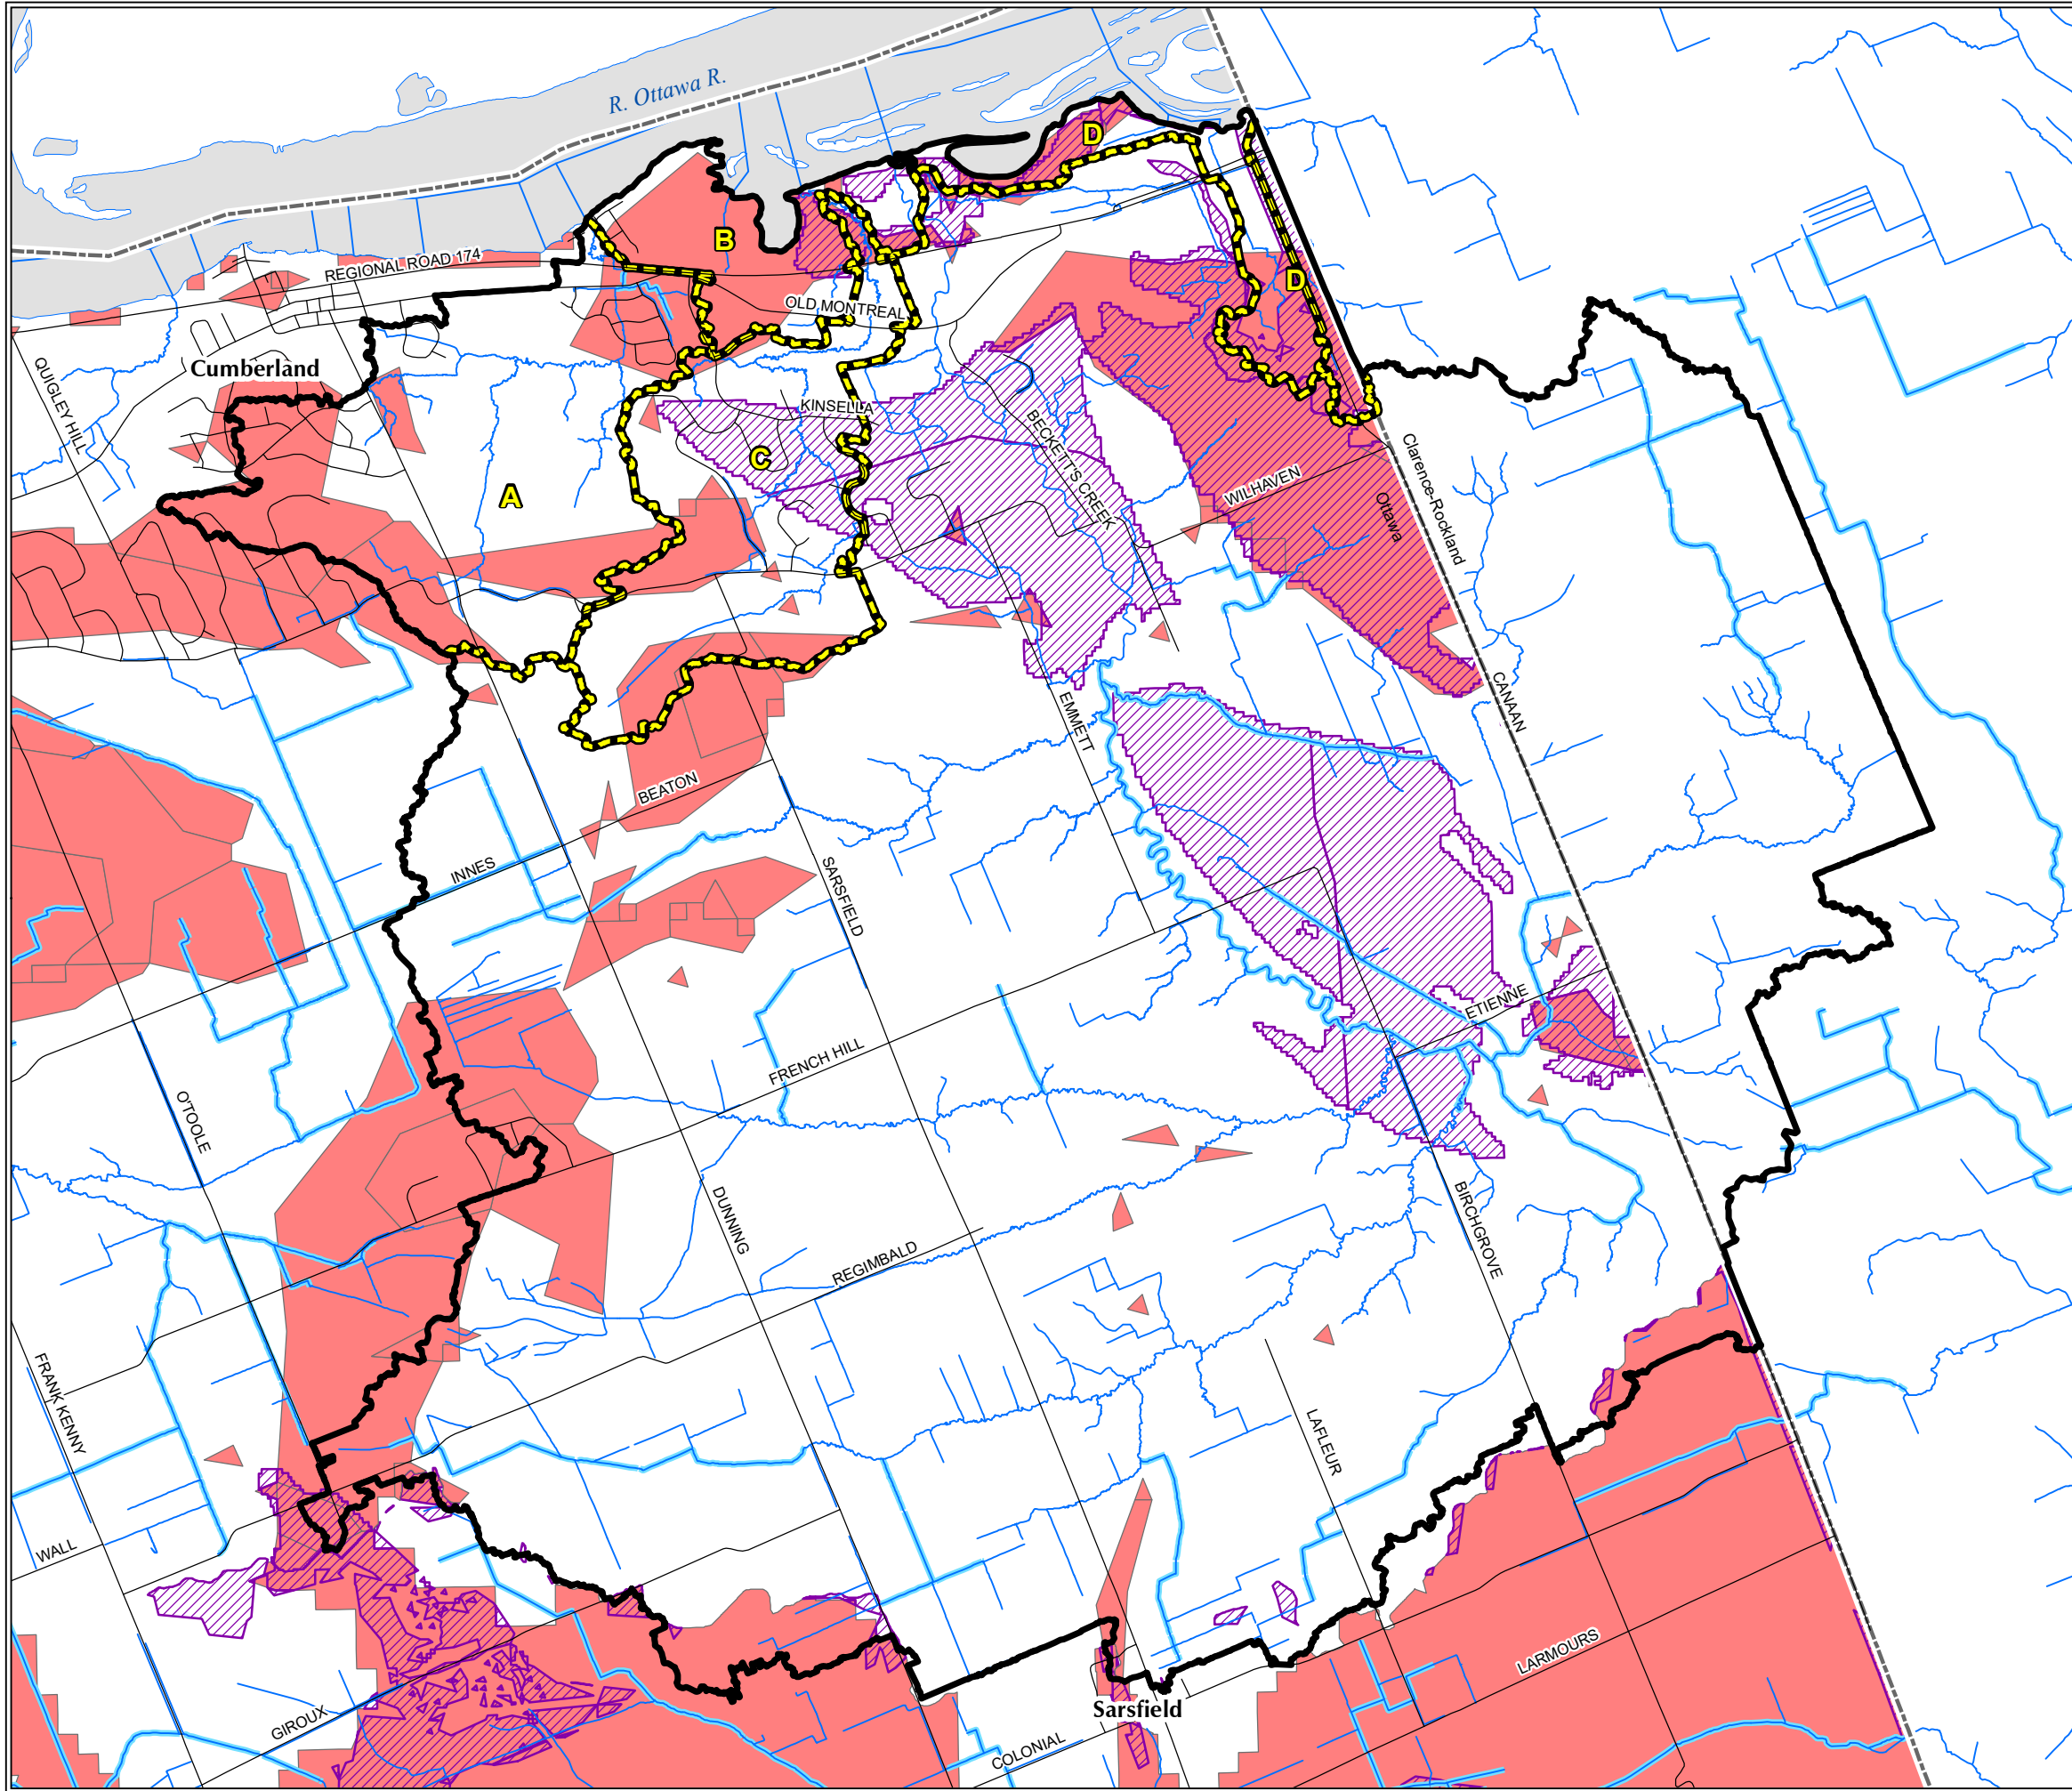 R. Ottawa R.
D
B
REGIONAL ROAD 174
D
OLD MONTREAL
QUIGLEY HILL
Cumberland
KINSELLA
BECKETT'S CREEK
C
Clarence-Rockland
A
WILHAVEN
Ottawa
CANAAN
EMMETT
BEATON
INNES
SARSFIELD
ETIENNE
FRENCH HILL
O'TOOLE
DUNNING
BIRCHGROVE
REGIMBALD
FRANK KENNY
LAFLEUR
WALL
LARMOURS
Sarsfield
GIROUX
COLONIAL